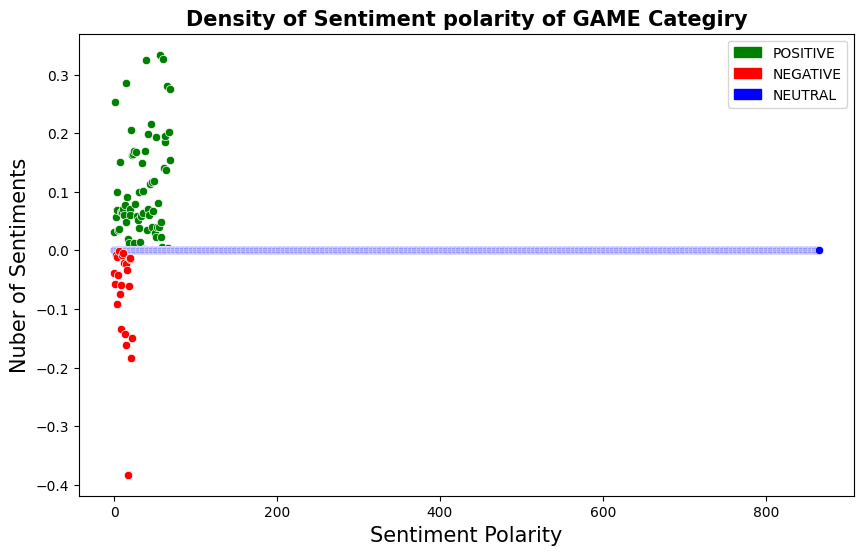 Density of Sentiment polarity of GAME Categiry
POSITIVE
NEGATIVE
NEUTRAL
Nuber of Sentiments
0.3
0.2
0.1
0.0
−0.1
−0.2
−0.3
−0.4
0 200 400 600 800
Sentiment Polarity